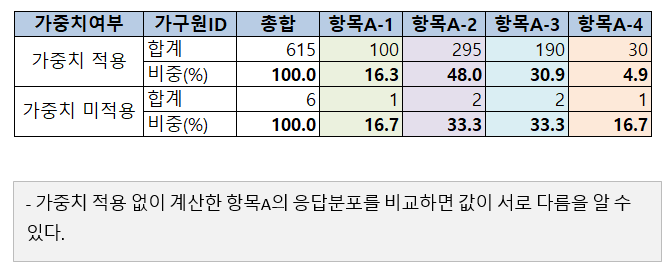 가중치여부 가구원ID 총합 항목A-1 항목A-2 항목A-3 항목A-4
가중치 적용 합계 615 100 295 190 30
비중(%) 100.0 16.3 48.0 30.9 4.9
가중치 미적용 합계 6 1 2 2 1
비중(%) 100.0 16.7 33.3 33.3 16.7
- 가중치 적용 없이 계산한 항목A의 응답분포를 비교하면 값이 서로 다름을 알 수
있다.